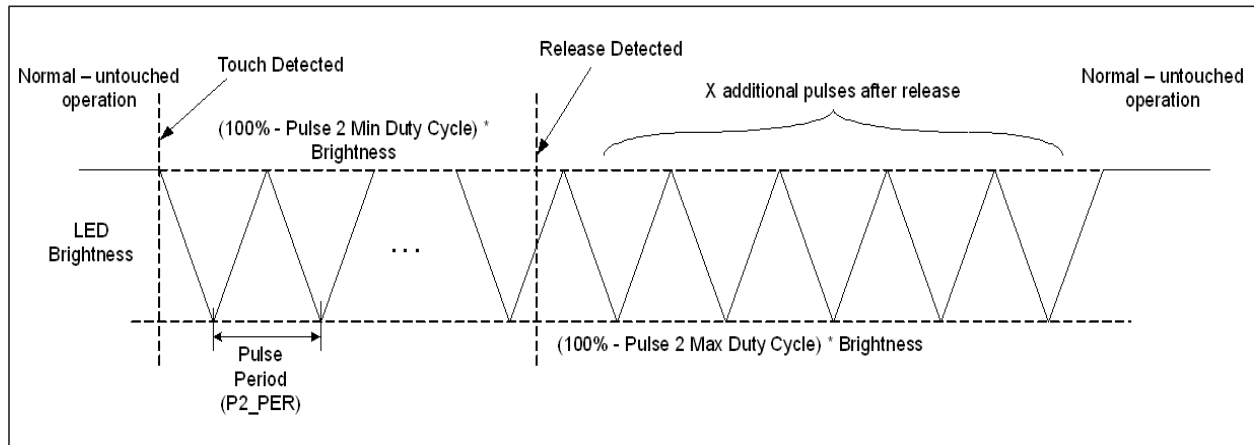 Normal – untouched
operation
Touch Detected
Release Detected
Normal – untouched
operation
X additional pulses after release
(100% - Pulse 2 Min Duty Cycle) *
Brightness
LED
Brightness
...
(100% - Pulse 2 Max Duty Cycle) * Brightness
Pulse
Period
(P2_PER)